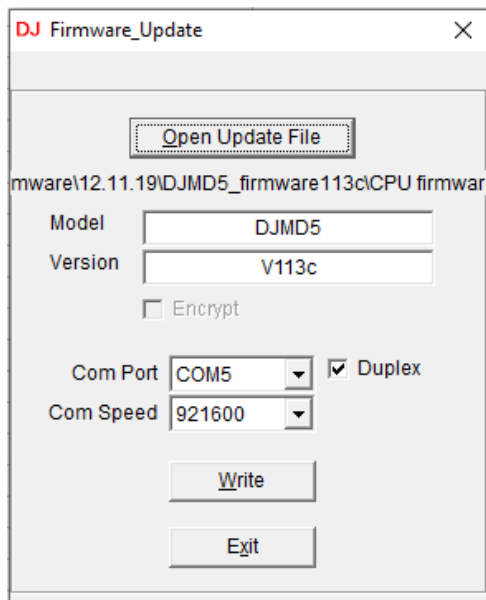 DJ Firmware_Update
Open Update File
mware\12.11.19\DJMD5_firmware113c\CPU firmwar
Model DJMD5
Version V113c
Encrypt
Com Port COM5 Duplex
Com Speed 921600
Write
Exit